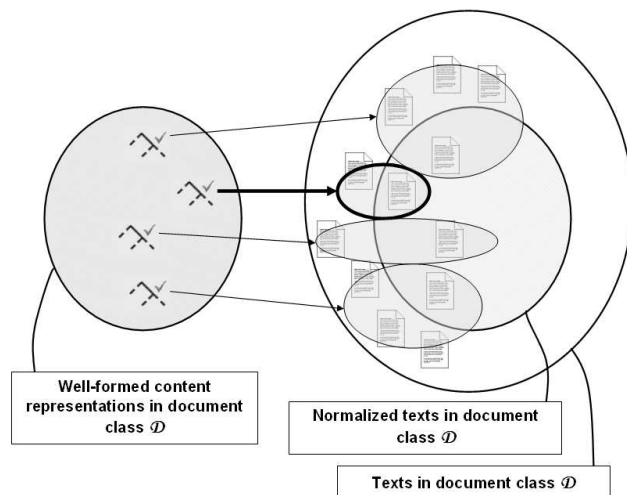 Well-formed content
representations in document
class 𝒟
Normalized texts in document
class 𝒟
Texts in document class 𝒟